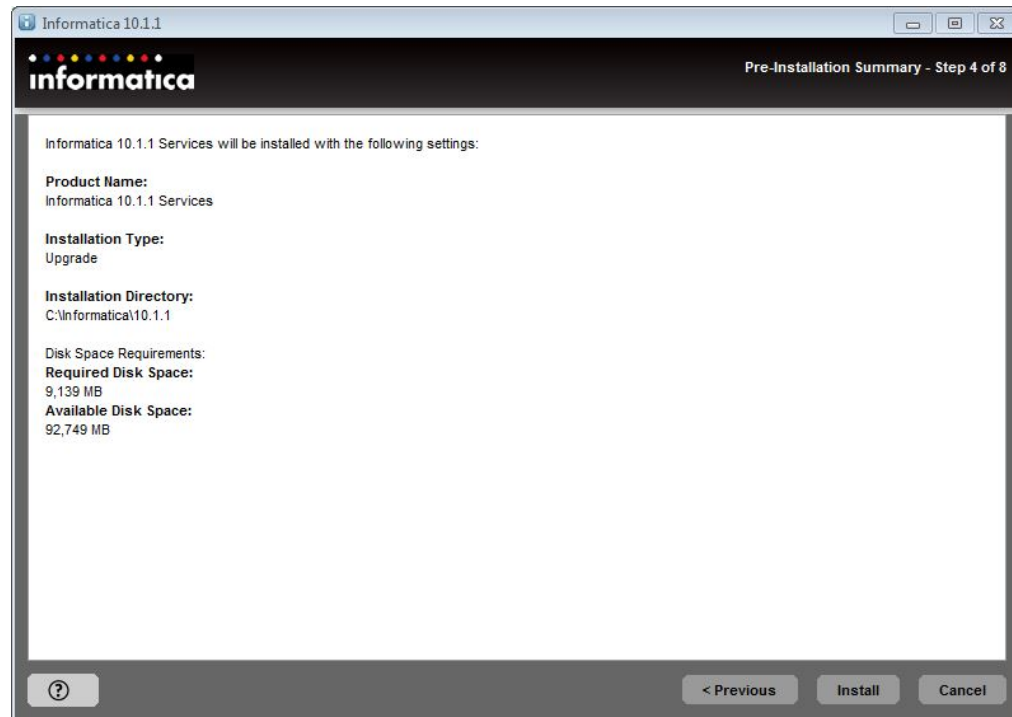 Informatica 10.1.1
informatica
Pre-Installation Summary - Step 4 of 8
Informatica 10.1.1 Services will be installed with the following settings:
Product Name:
Informatica 10.1.1 Services
Installation Type:
Upgrade
Installation Directory:
C:\Informatica\10.1.1
Disk Space Requirements:
Required Disk Space:
9,139 MB
Available Disk Space:
92,749 MB
?
< Previous
Install
Cancel